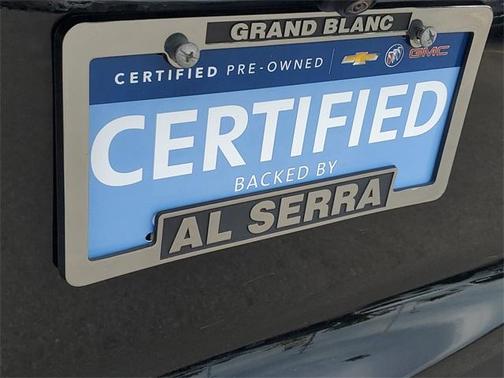 GRAND BLANC
CERTIFIED PRE-OWNED | GMC
CERTIFIED
BACKED BY
AL SERRA